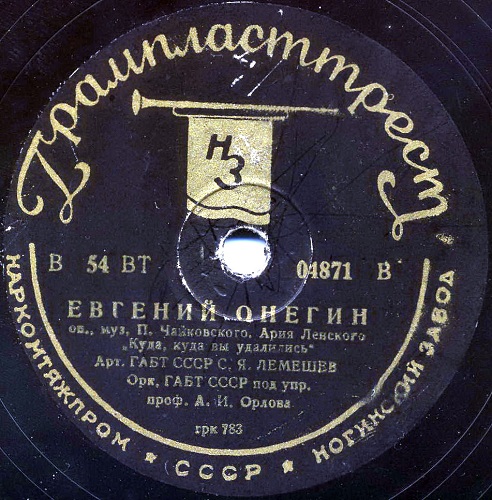 Грампласттрест
НЗ
В 54 ВТ 04871 В
ЕВГЕНИЙ ОНЕГИН
оп., муз, П. Чайковского, Ария Ленского
„Куда, куда вы удалились"
Арт. ГАБТ СССР С. Я. ЛЕМЕШЕВ
Орк, ГАБТ СССР под упр.
проф. А. И. Орлова
грк 783
НАРКОМТЯЖПРОМ ★ СССР ★ НОГИНСКИЙ ЗАВОД